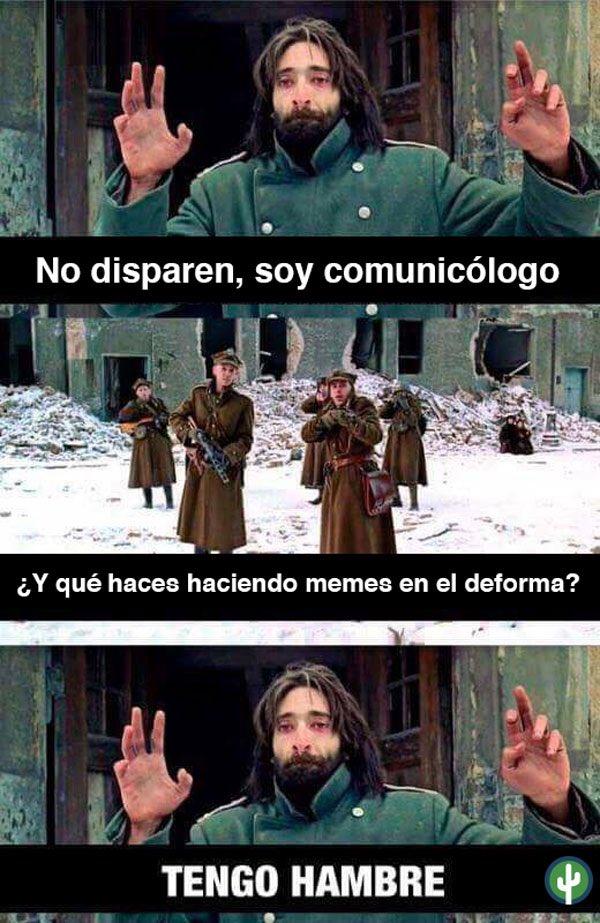 No disparen, soy comunicólogo
¿Y qué haces haciendo memes en el deforma?
TENGO HAMBRE